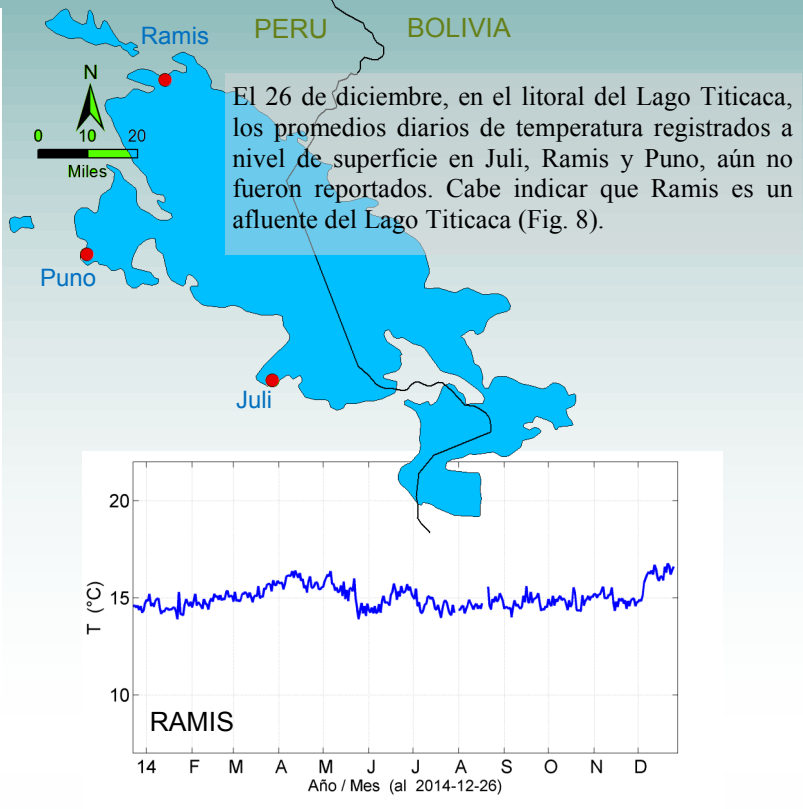 Ramis
PERU
BOLIVIA
N
0 10 20
Miles
El 26 de diciembre, en el litoral del Lago Titicaca,
los promedios diarios de temperatura registrados a
nivel de superficie en Juli, Ramis y Puno, aún no
fueron reportados. Cabe indicar que Ramis es un
afluente del Lago Titicaca (Fig. 8).
Puno
Juli
20
15
10
T (°C)
RAMIS
14 F M A M J J A S O N D
Año / Mes (al 2014-12-26)